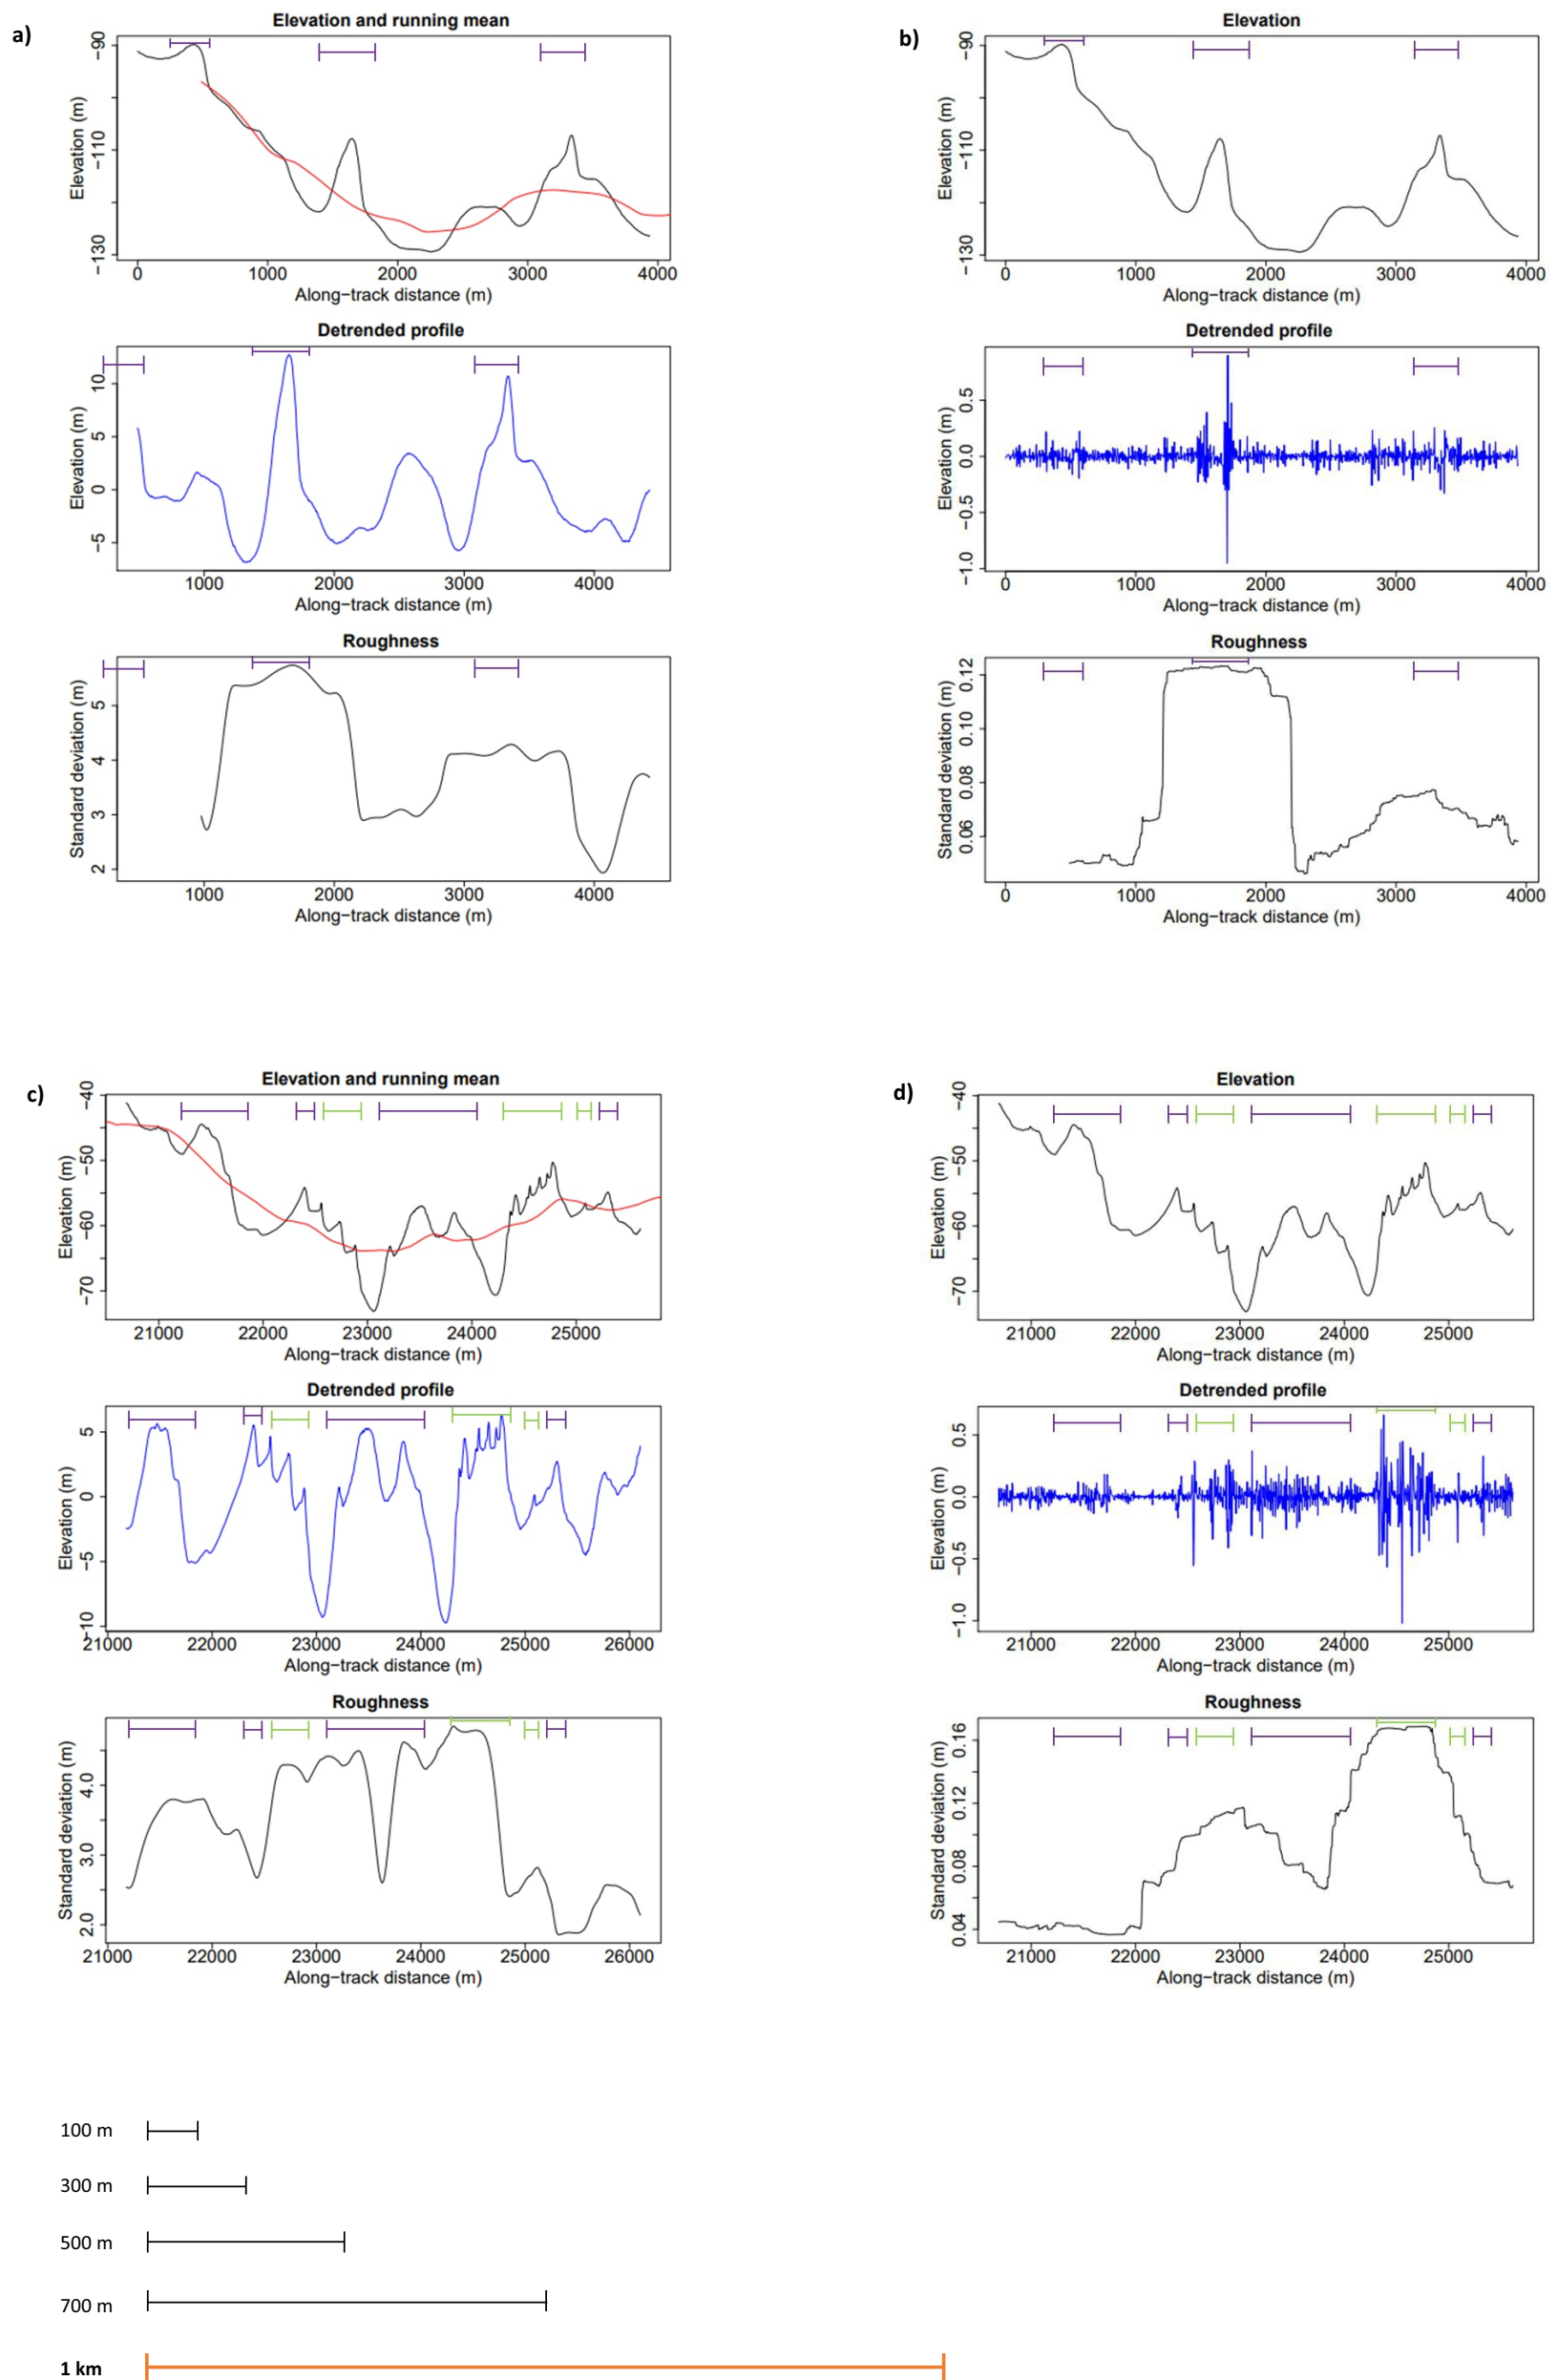 a)
Elevation and running mean
Elevation (m)
−90
−110
−130
0 1000 2000 3000 4000
Along−track distance (m)
Detrended profile
Elevation (m)
10
5
0
−5
1000 2000 3000 4000
Along−track distance (m)
Roughness
Standard deviation (m)
5
4
3
2
1000 2000 3000 4000
Along−track distance (m)
b)
Elevation
Elevation (m)
−90
−110
−130
0 1000 2000 3000 4000
Along−track distance (m)
Detrended profile
Elevation (m)
0.5
0.0
−0.5
−1.0
0 1000 2000 3000 4000
Along−track distance (m)
Roughness
Standard deviation (m)
0.12
0.10
0.08
0.06
0 1000 2000 3000 4000
Along−track distance (m)
c)
Elevation and running mean
Elevation (m)
−40
−50
−60
−70
21000 22000 23000 24000 25000
Along−track distance (m)
Detrended profile
Elevation (m)
5
0
−5
−10
21000 22000 23000 24000 25000 26000
Along−track distance (m)
Roughness
Standard deviation (m)
4.0
3.0
2.0
21000 22000 23000 24000 25000 26000
Along−track distance (m)
d)
Elevation
Elevation (m)
−40
−50
−60
−70
21000 22000 23000 24000 25000
Along−track distance (m)
Detrended profile
Elevation (m)
0.5
0.0
−0.5
−1.0
21000 22000 23000 24000 25000
Along−track distance (m)
Roughness
Standard deviation (m)
0.16
0.12
0.08
0.04
21000 22000 23000 24000 25000
Along−track distance (m)
100 m
300 m
500 m
700 m
1 km